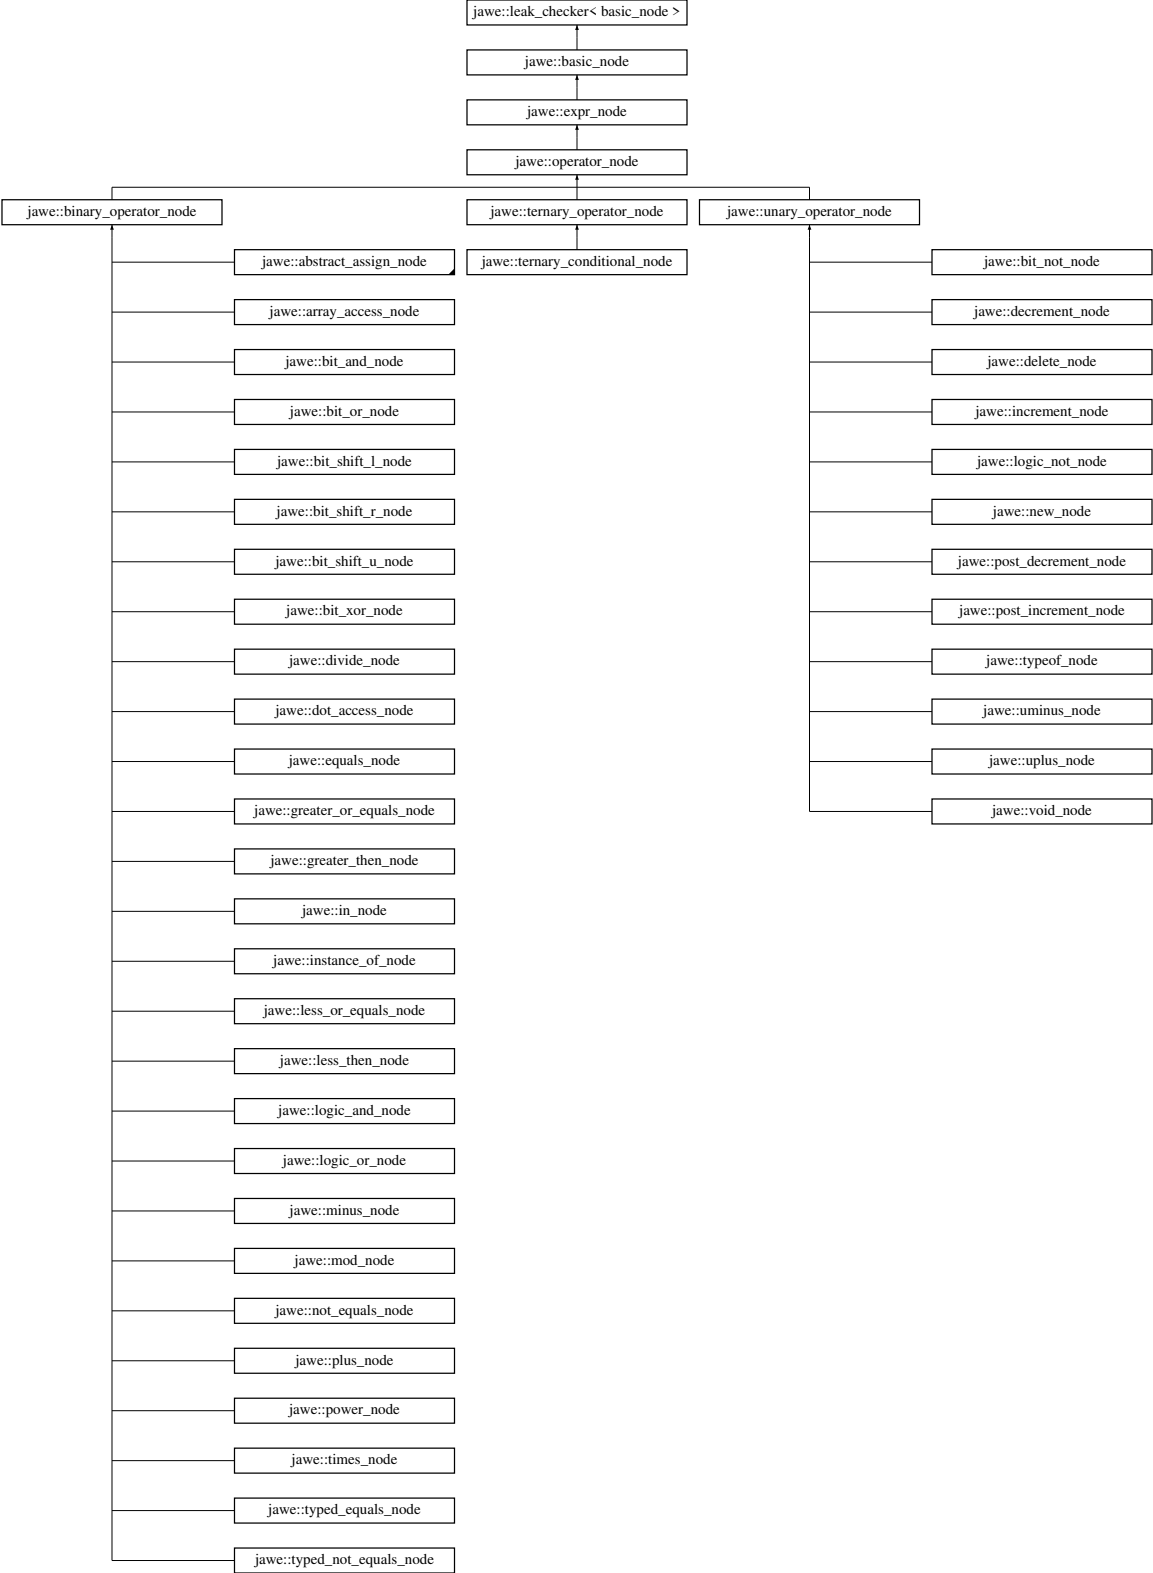 jawe::leak_checker< basic_node >
jawe::basic_node
jawe::expr_node
jawe::operator_node
jawe::binary_operator_node
jawe::ternary_operator_node
jawe::unary_operator_node
jawe::abstract_assign_node
jawe::ternary_conditional_node
jawe::bit_not_node
jawe::array_access_node
jawe::decrement_node
jawe::bit_and_node
jawe::delete_node
jawe::bit_or_node
jawe::increment_node
jawe::bit_shift_l_node
jawe::logic_not_node
jawe::bit_shift_r_node
jawe::new_node
jawe::bit_shift_u_node
jawe::post_decrement_node
jawe::bit_xor_node
jawe::post_increment_node
jawe::divide_node
jawe::typeof_node
jawe::dot_access_node
jawe::uminus_node
jawe::equals_node
jawe::uplus_node
jawe::greater_or_equals_node
jawe::void_node
jawe::greater_then_node
jawe::in_node
jawe::instance_of_node
jawe::less_or_equals_node
jawe::less_then_node
jawe::logic_and_node
jawe::logic_or_node
jawe::minus_node
jawe::mod_node
jawe::not_equals_node
jawe::plus_node
jawe::power_node
jawe::times_node
jawe::typed_equals_node
jawe::typed_not_equals_node